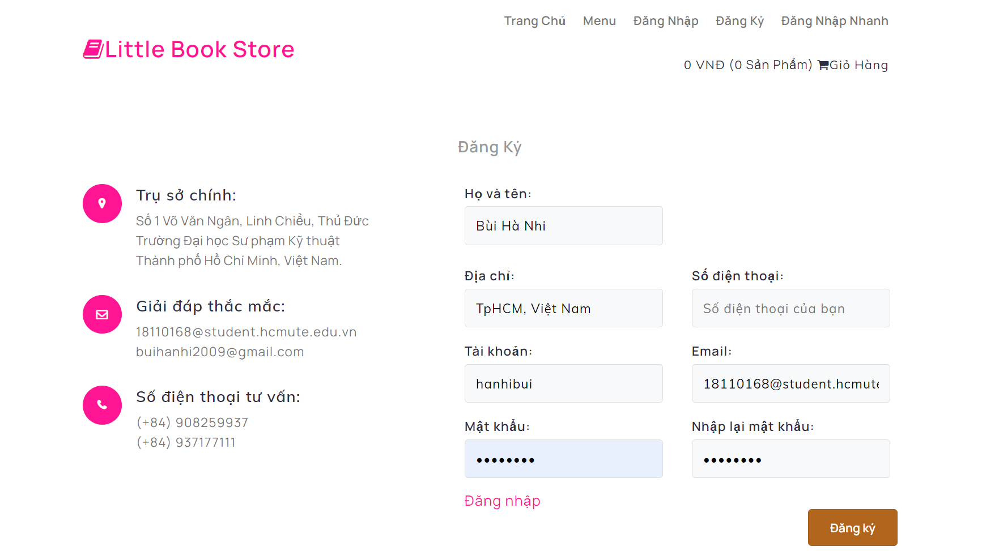 Trang Chủ Menu Đăng Nhập Đăng Ký Đăng Nhập Nhanh
Little Book Store
0 VNĐ (0 Sản Phẩm) Giỏ Hàng
Đăng Ký
Trụ sở chính:
Số 1 Võ Văn Ngân, Linh Chiểu, Thủ Đức
Trường Đại học Sư phạm Kỹ thuật
Thành phố Hồ Chí Minh, Việt Nam.
Giải đáp thắc mắc:
18110168@student.hcmute.edu.vn
buihanhi2009@gmail.com
Số điện thoại tư vấn:
(+84) 908259937
(+84) 937177111
Họ và tên:
Bùi Hà Nhi
Địa chỉ: Số điện thoại:
TpHCM, Việt Nam Số điện thoại của bạn
Tài khoản: Email:
hanhibui 18110168@student.hcmute
Mật khẩu: Nhập lại mật khẩu:
•••••••• ••••••••
Đăng nhập
Đăng ký